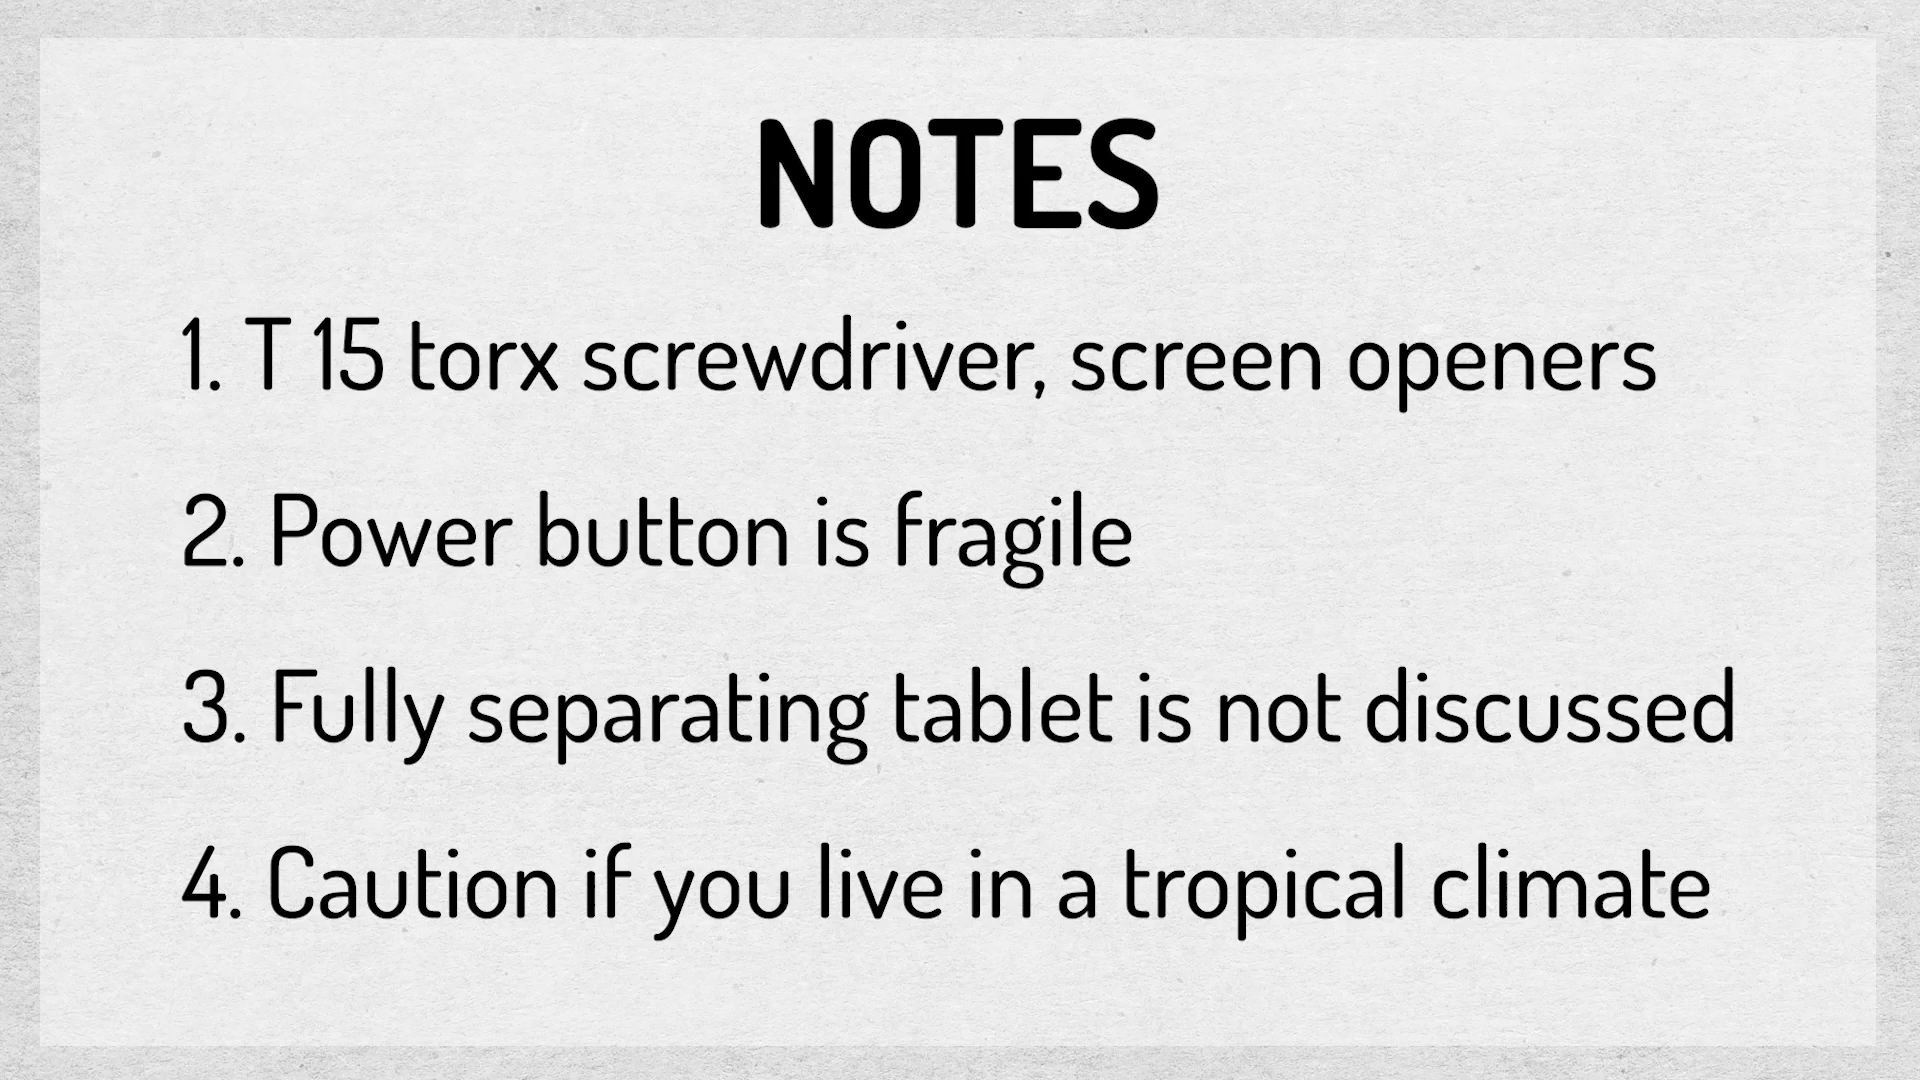 NOTES
1. T 15 torx screwdriver, screen openers
2. Power button is fragile
3. Fully separating tablet is not discussed
4. Caution if you live in a tropical climate